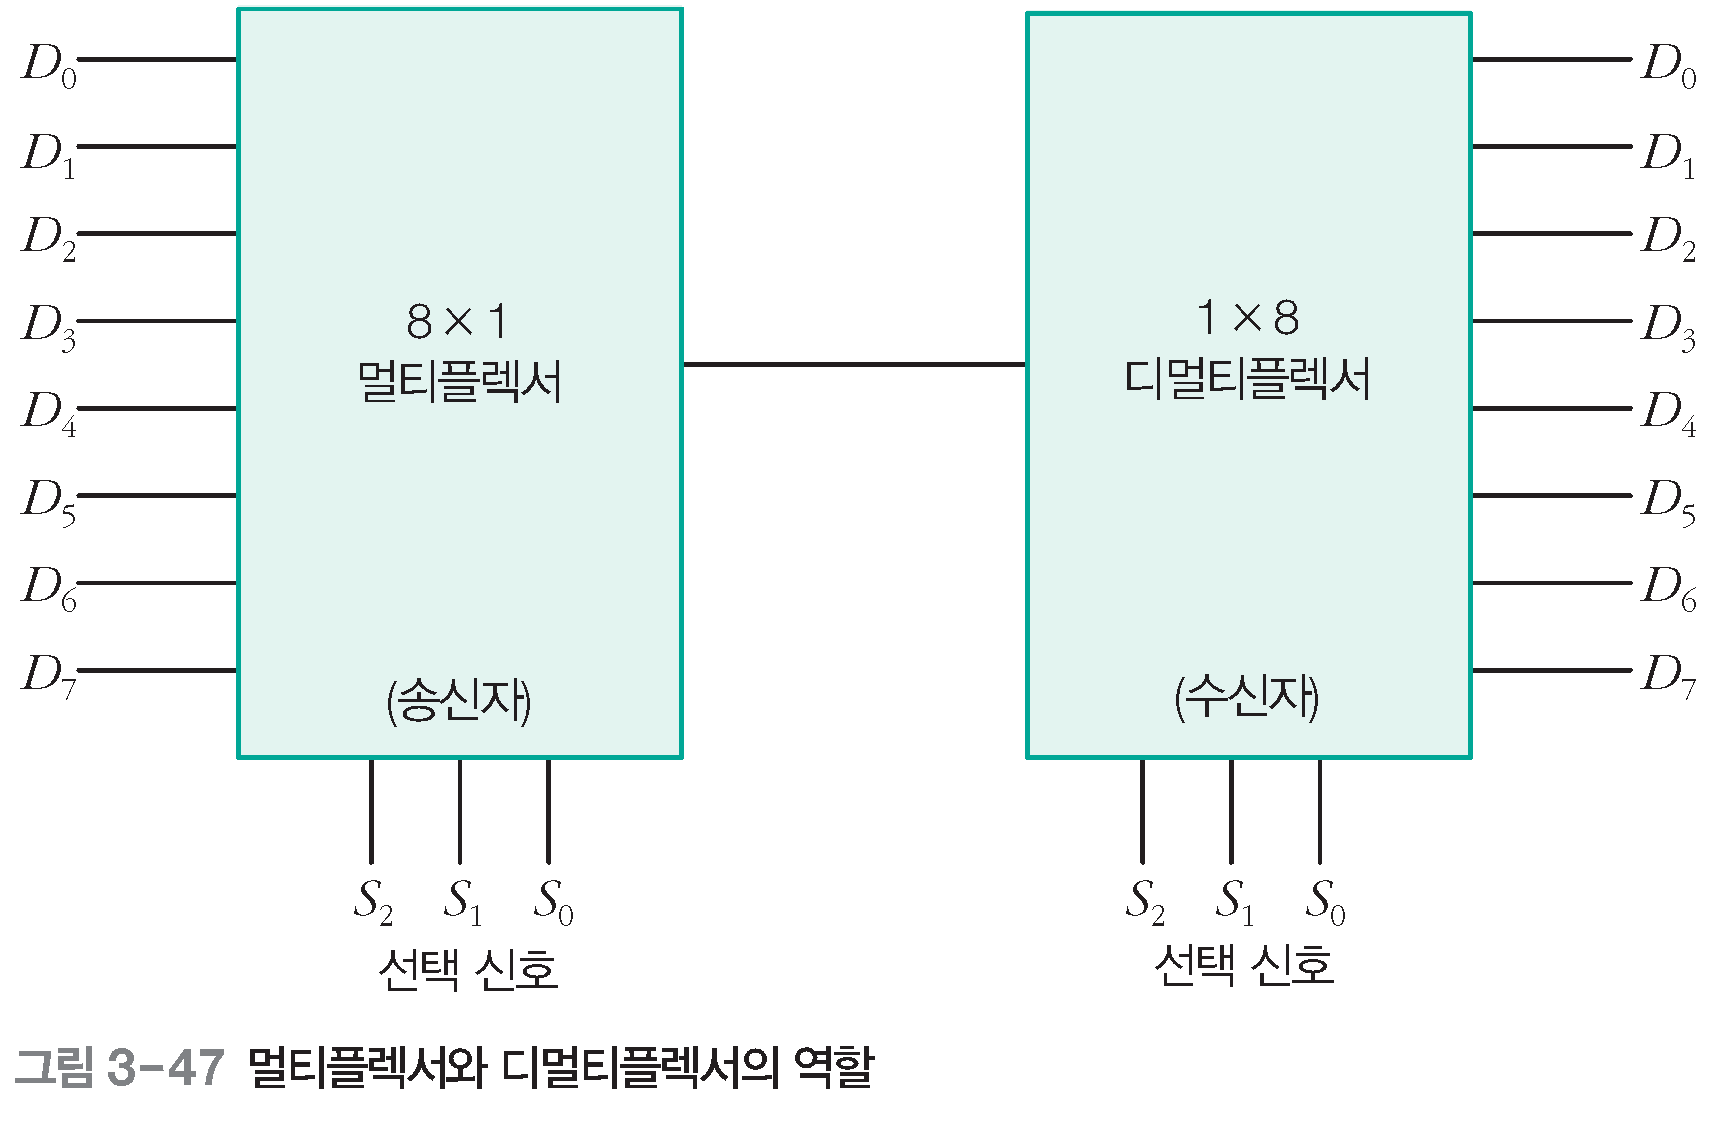 D₀
D₁
D₂
D₃
D₄
D₅
D₆
D₇
8 × 1
멀티플렉서
(송신자)
S₂ S₁ S₀
선택 신호
1 × 8
디멀티플렉서
(수신자)
S₂ S₁ S₀
선택 신호
D₀
D₁
D₂
D₃
D₄
D₅
D₆
D₇
그림 3-47 멀티플렉서와 디멀티플렉서의 역할